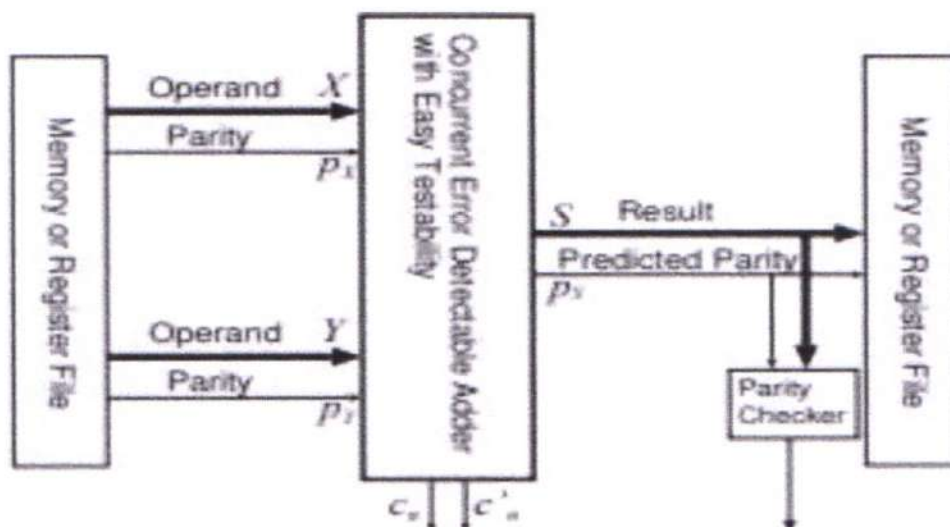 Memory or Register File
Operand X
Parity
pX
Operand Y
Parity
pY
Concurrent Error Detectable Adder
with Easy Testability
S Result
Predicted Parity
pS
Parity
Checker
cn c'n
Memory or Register File